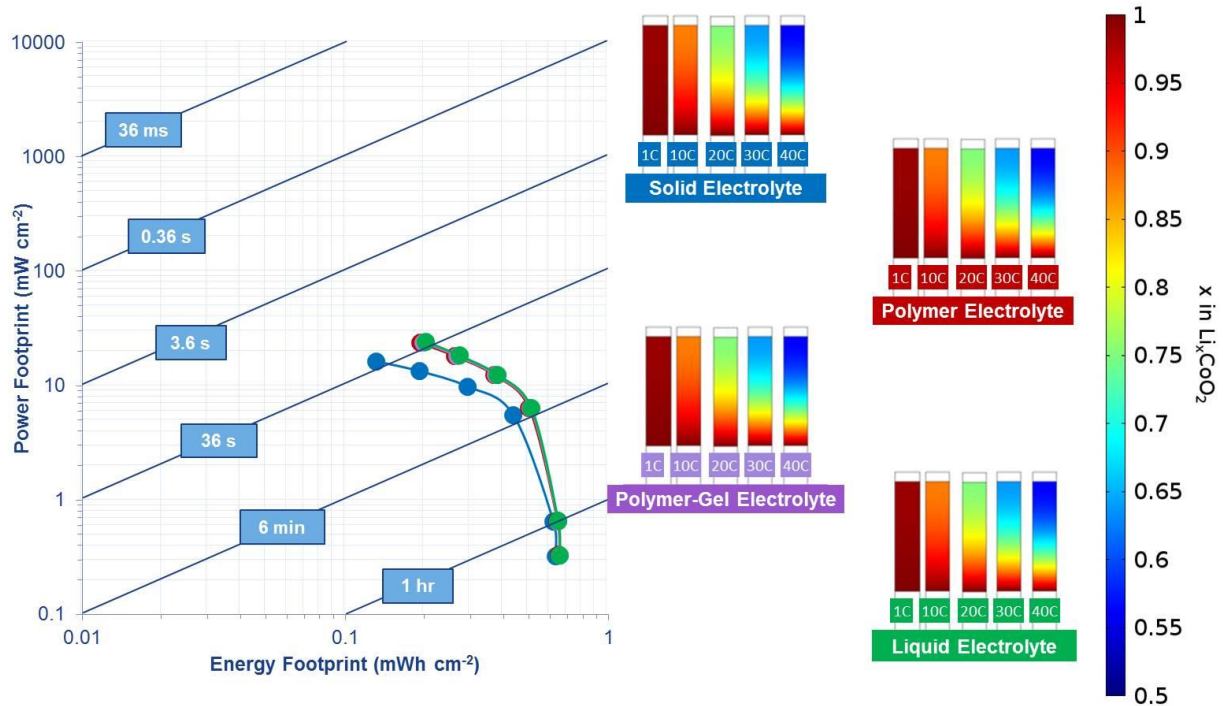 10000
1000
100
10
1
0.1
0.01
0.1
1
Power Footprint (mW cm-2)
Energy Footprint (mWh cm-2)
36 ms
0.36 s
3.6 s
36 s
6 min
1 hr
1C 10C 20C 30C 40C
Solid Electrolyte
1C 10C 20C 30C 40C
Polymer Electrolyte
1C 10C 20C 30C 40C
Polymer-Gel Electrolyte
1C 10C 20C 30C 40C
Liquid Electrolyte
1
0.95
0.9
0.85
0.8
0.75
0.7
0.65
0.6
0.55
0.5
x in LixCoO2